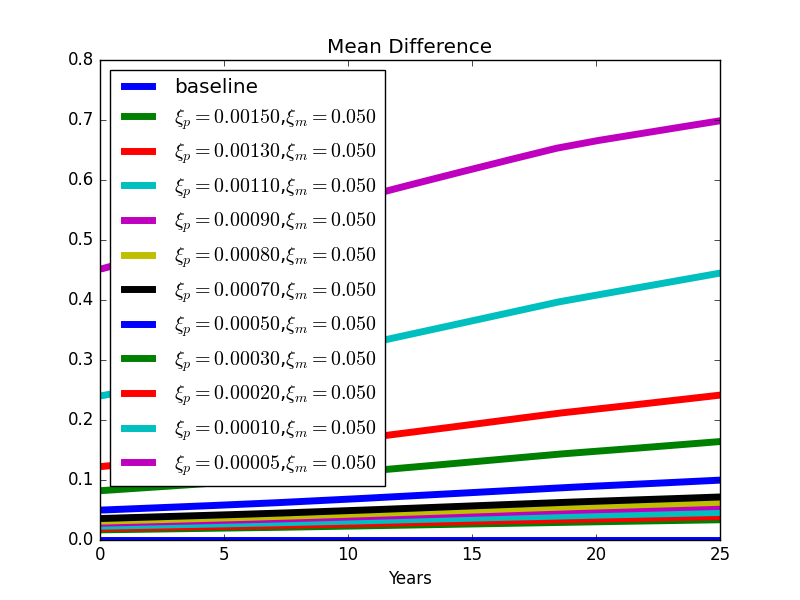 Mean Difference
0.8
0.7
0.6
0.5
0.4
0.3
0.2
0.1
0.0
baseline
ξₚ = 0.00150,ξₘ = 0.050
ξₚ = 0.00130,ξₘ = 0.050
ξₚ = 0.00110,ξₘ = 0.050
ξₚ = 0.00090,ξₘ = 0.050
ξₚ = 0.00080,ξₘ = 0.050
ξₚ = 0.00070,ξₘ = 0.050
ξₚ = 0.00050,ξₘ = 0.050
ξₚ = 0.00030,ξₘ = 0.050
ξₚ = 0.00020,ξₘ = 0.050
ξₚ = 0.00010,ξₘ = 0.050
ξₚ = 0.00005,ξₘ = 0.050
0 5 10 15 20 25
Years